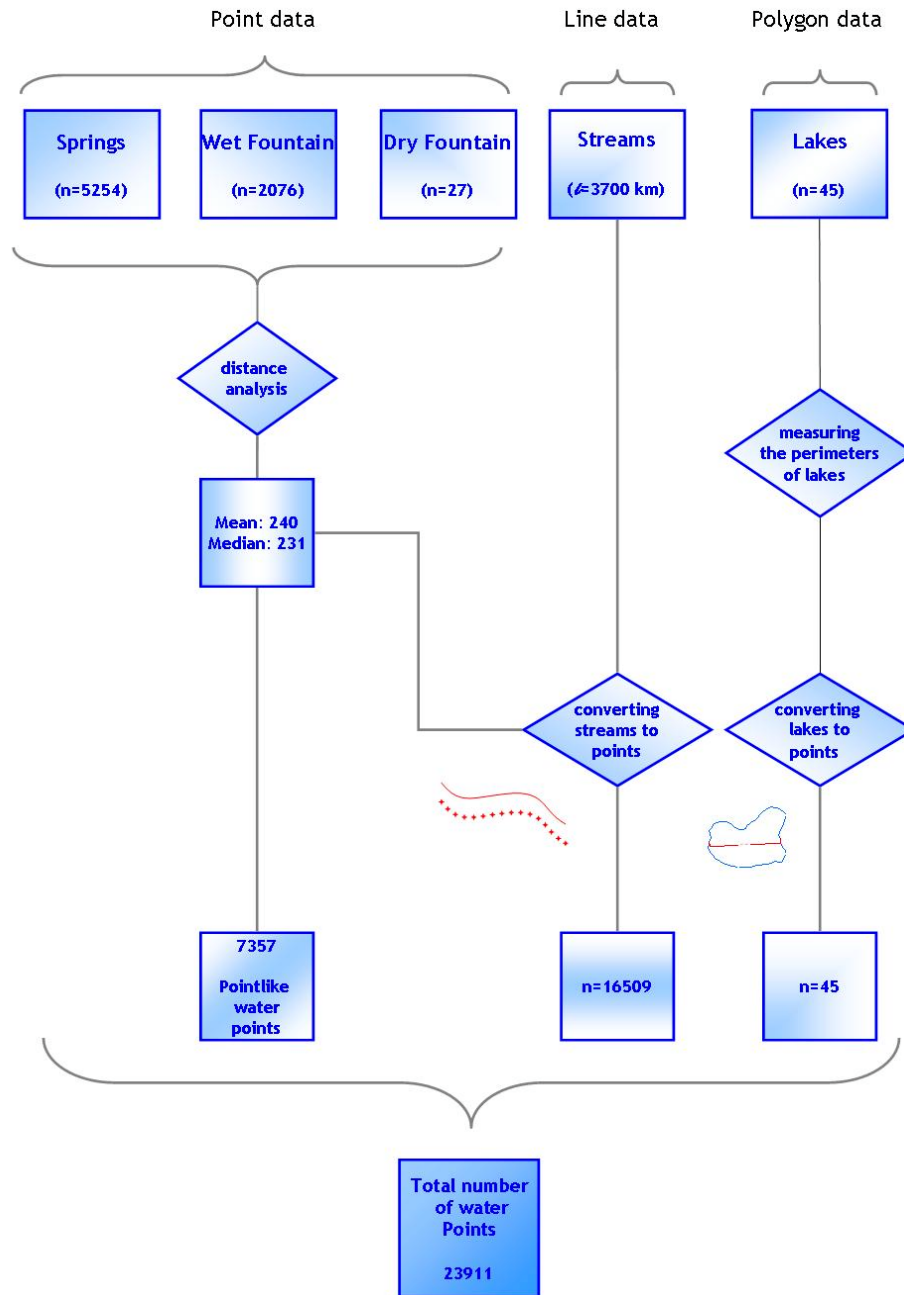 Point data
Line data
Polygon data
Springs
(n=5254)
Wet Fountain
(n=2076)
Dry Fountain
(n=27)
Streams
(ℓ=3700 km)
Lakes
(n=45)
distance
analysis
measuring
the perimeters
of lakes
Mean: 240
Median: 231
converting
streams to
points
converting
lakes to
points
7357
Pointlike
water
points
n=16509
n=45
Total number
of water
Points
23911